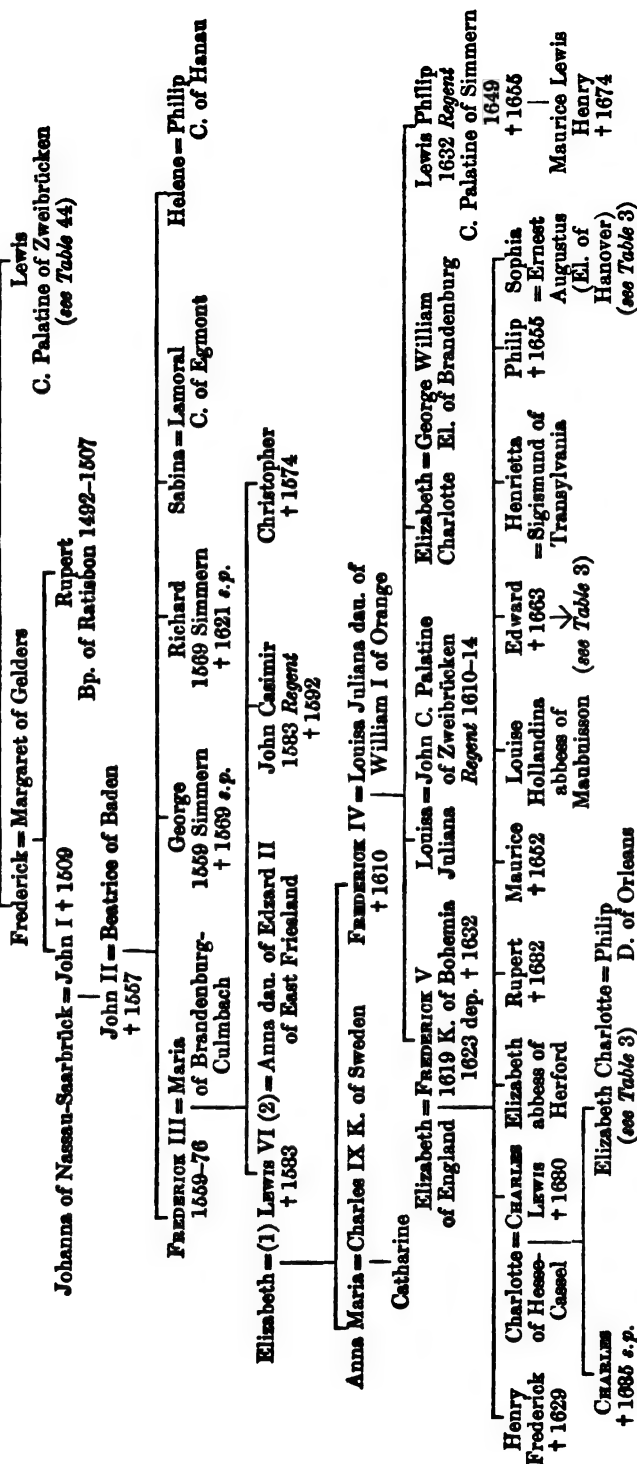 Frederick = Margaret of Gelders
Lewis
C. Palatine of Zweibrücken
(see Table 44)
Johanna of Nassau-Saarbrück = John I † 1509
Rupert
Bp. of Ratisbon 1492–1507
John II = Beatrice of Baden
† 1557
FREDERICK III = Maria
1559–76 of Brandenburg-
Culmbach
George
1559 Simmern
† 1569 s.p.
Richard
1569 Simmern
† 1621 s.p.
Sabina = Lamoral
C. of Egmont
Helene = Philip
C. of Hanau
Elizabeth = (1) LEWIS VI (2) = Anna dau. of Edzard II
† 1583 of East Friesland
John Casimir
1583 Regent
† 1592
Christopher
† 1574
Anna Maria = Charles IX K. of Sweden
Catharine
FREDERICK IV = Louisa Juliana dau. of
† 1610 William I of Orange
Elizabeth = FREDERICK V
of England 1619 K. of Bohemia
1623 dep. † 1632
Louisa = John C. Palatine
Juliana of Zweibrücken
Regent 1610–14
Elizabeth = George William
Charlotte El. of Brandenburg
Lewis Philip
1632 Regent
C. Palatine of Simmern
1649
† 1655
Maurice Lewis
Henry
† 1674
Henry
Frederick
† 1629
Charlotte = CHARLES
of Hesse- LEWIS
Cassel † 1680
Elizabeth
abbess of
Herford
Rupert
† 1682
Maurice
† 1652
Louise
Hollandina
abbess of
Maubuisson
Edward
† 1663
(see Table 3)
Henrietta
= Sigismund of
Transylvania
Philip
† 1655
Sophia
= Ernest
Augustus
(El. of
Hanover)
(see Table 3)
CHARLES
† 1685 s.p.
Elizabeth Charlotte = Philip
(see Table 3) D. of Orleans